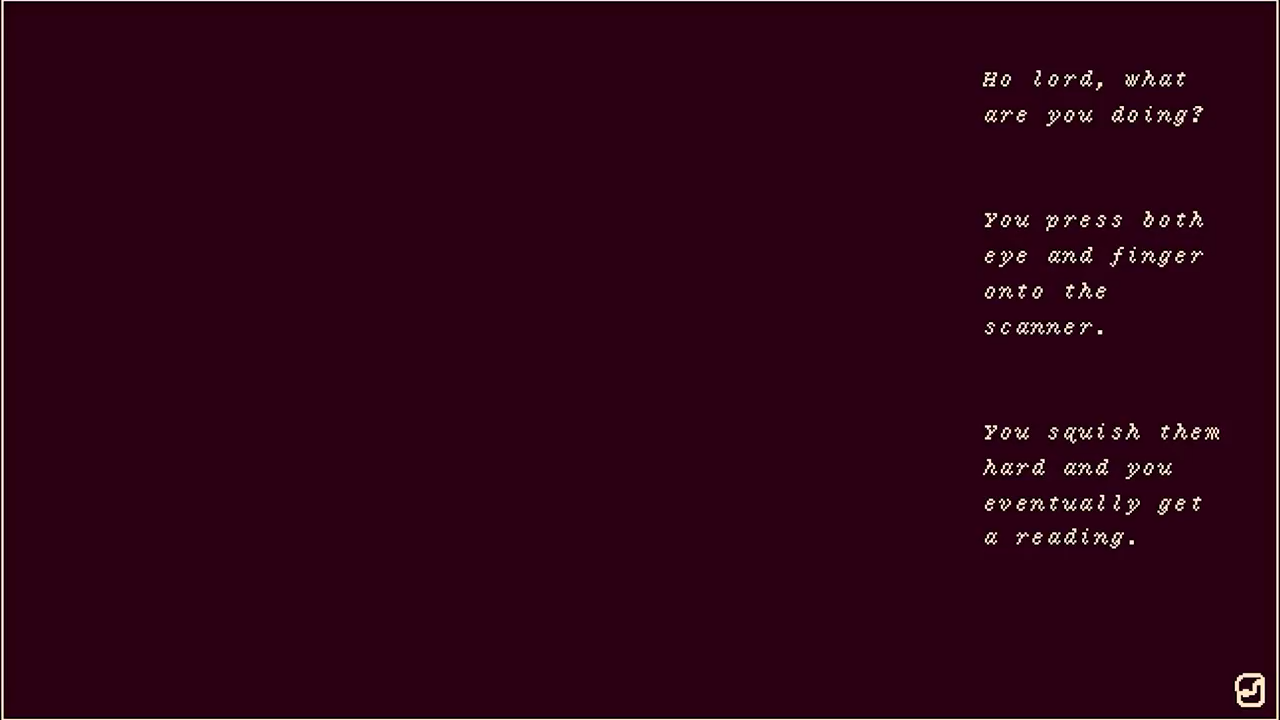 Ho lord, what
are you doing?
You press both
eye and finger
onto the
scanner.
You squish them
hard and you
eventually get
a reading.